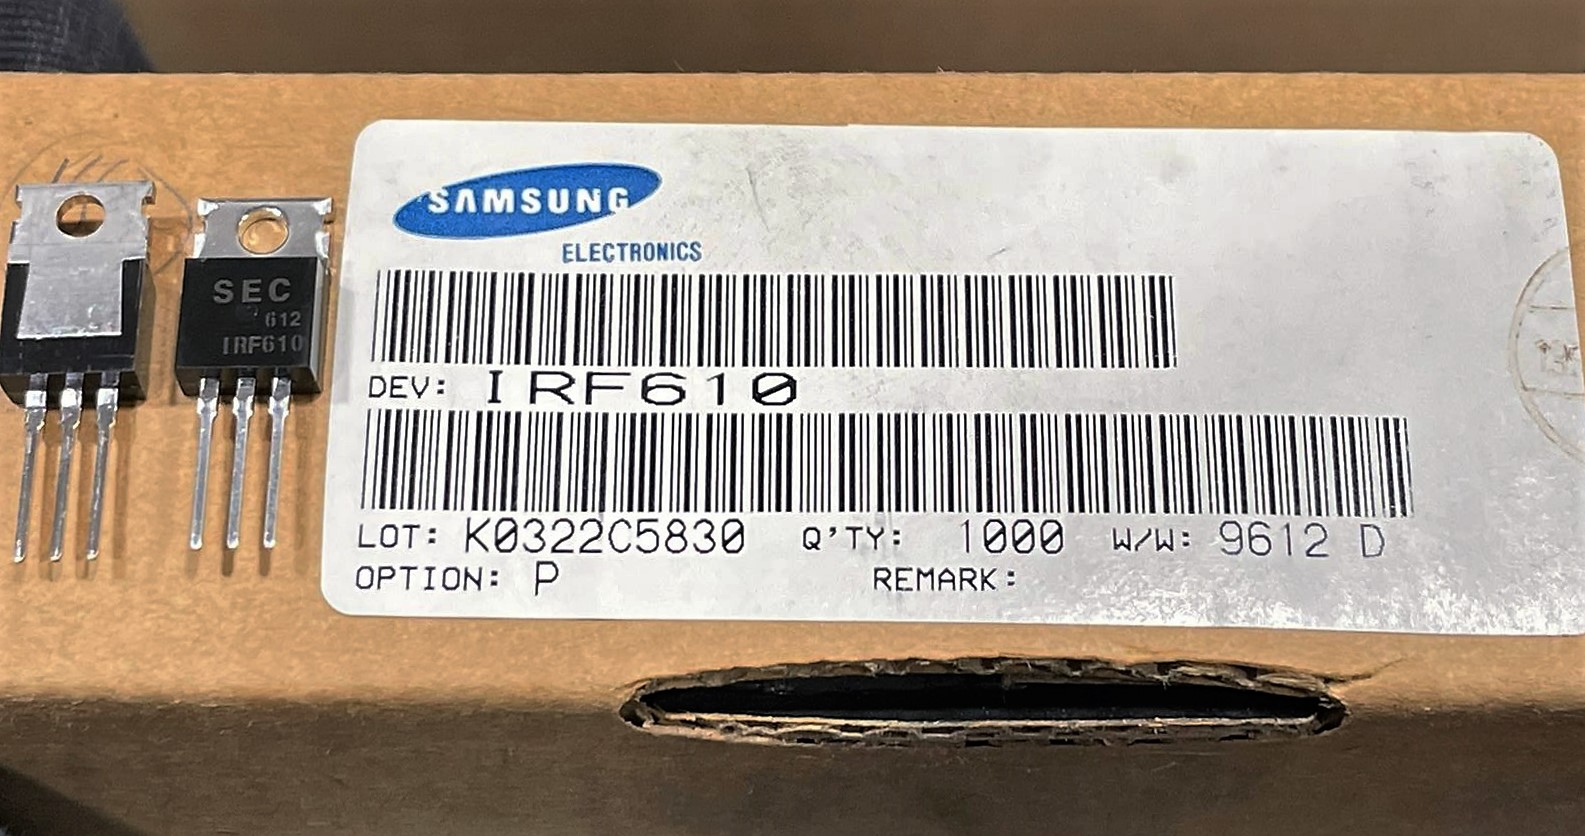 SEC
612
IRF610
SAMSUNG
ELECTRONICS
DEV: IRF610
LOT: K0322C5830 Q'TY: 1000 W/W: 9612 D
OPTION: P REMARK: